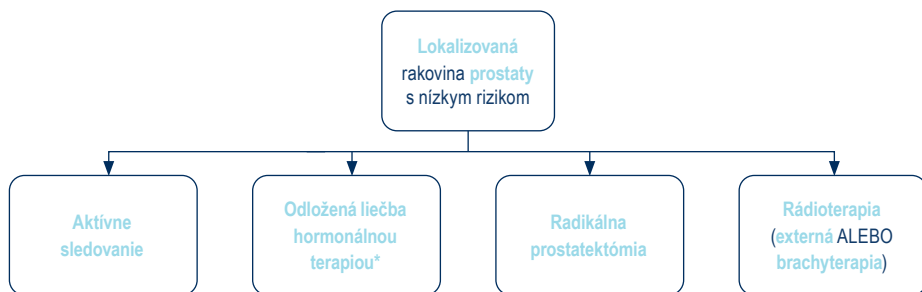 Lokalizovaná
rakovina prostaty
s nízkym rizikom
Aktívne
sledovanie
Odložená liečba
hormonálnou
terapiou*
Radikálna
prostatektómia
Rádioterapia
(externá ALEBO
brachyterapia)